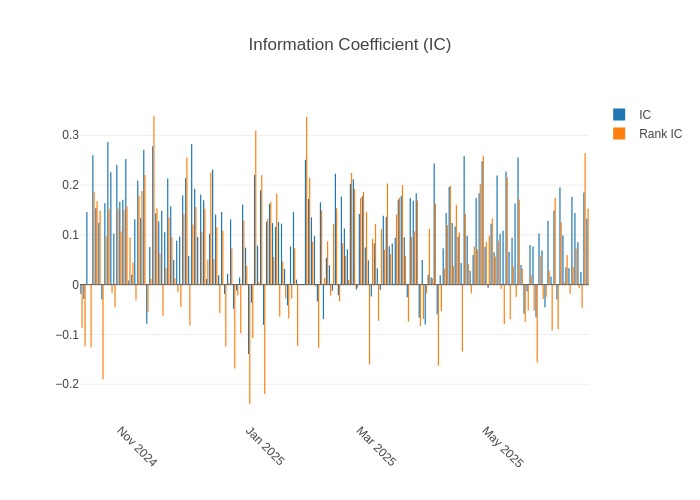 Information Coefficient (IC)
IC
Rank IC
0.3
0.2
0.1
0
−0.1
−0.2
Nov 2024
Jan 2025
Mar 2025
May 2025